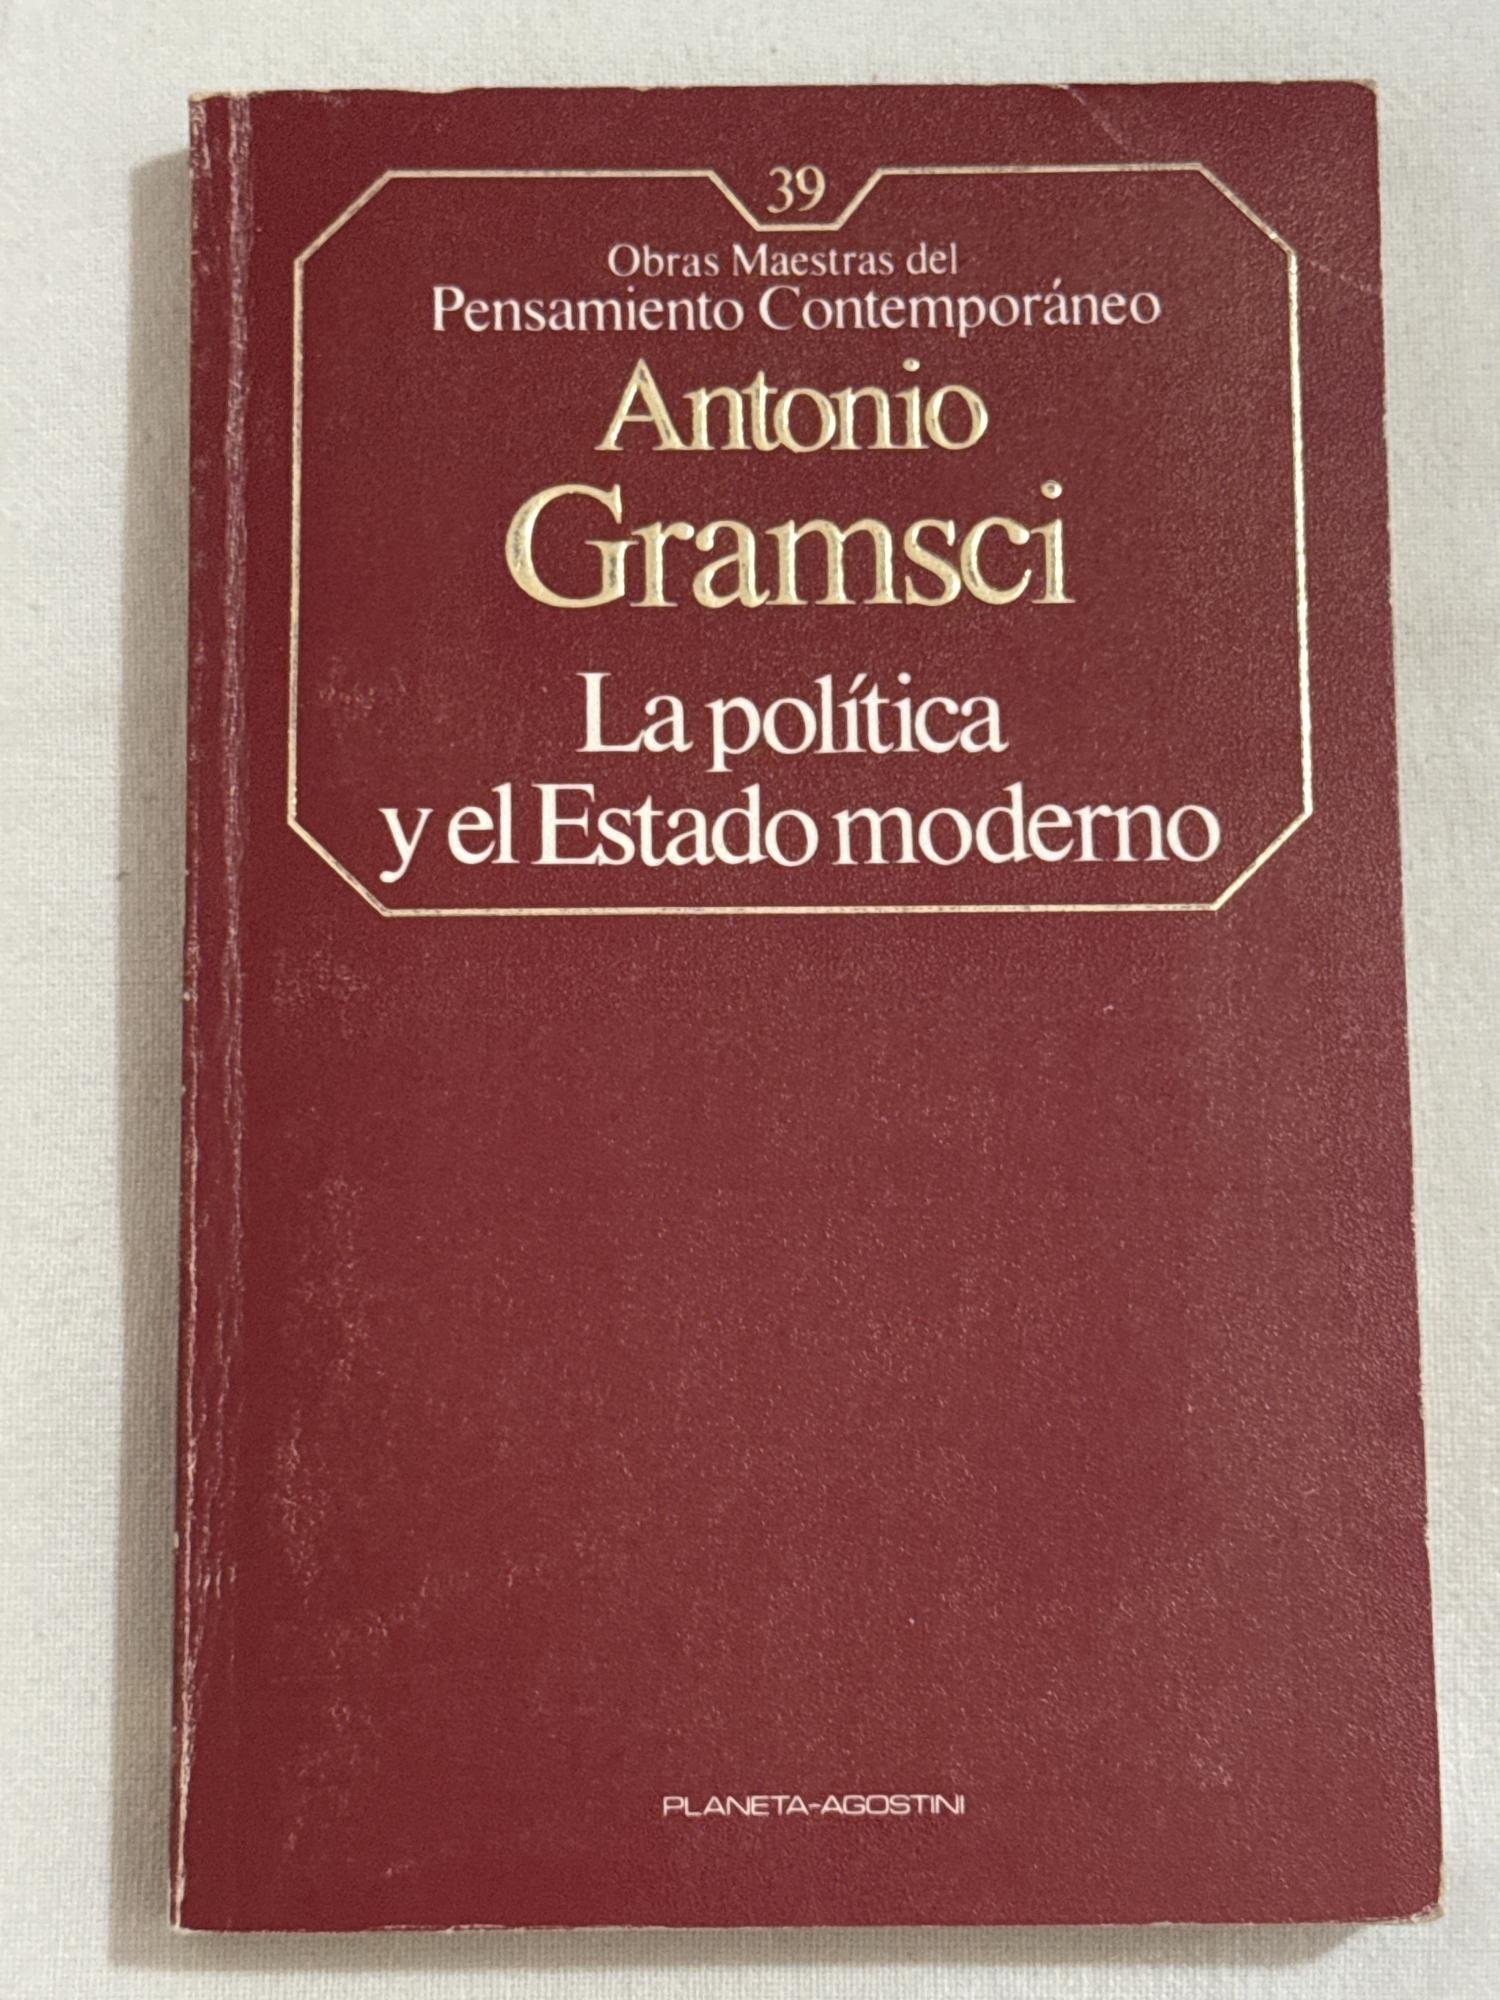 39
Obras Maestras del
Pensamiento Contemporáneo
Antonio
Gramsci
La política
y el Estado moderno
PLANETA-AGOSTINI